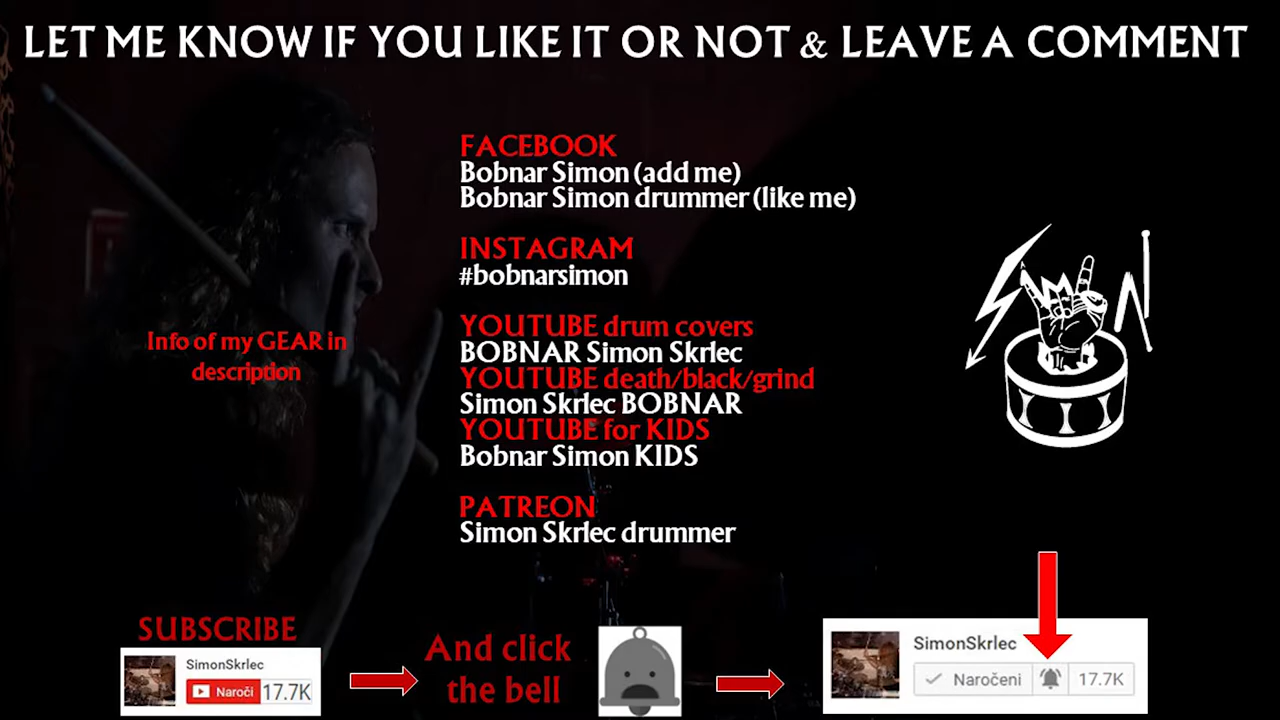 LET ME KNOW IF YOU LIKE IT OR NOT & LEAVE A COMMENT
FACEBOOK
Bobnar Simon (add me)
Bobnar Simon drummer (like me)
INSTAGRAM
#bobnarsimon
YOUTUBE drum covers
BOBNAR Simon Skrlec
YOUTUBE death/black/grind
Simon Skrlec BOBNAR
YOUTUBE for KIDS
Bobnar Simon KIDS
PATREON
Simon Skrlec drummer
Info of my GEAR in
description
SIMON
SUBSCRIBE
SimonSkrlec
Naroči 17.7K
And click
the bell
SimonSkrlec
Naročeni 17.7K